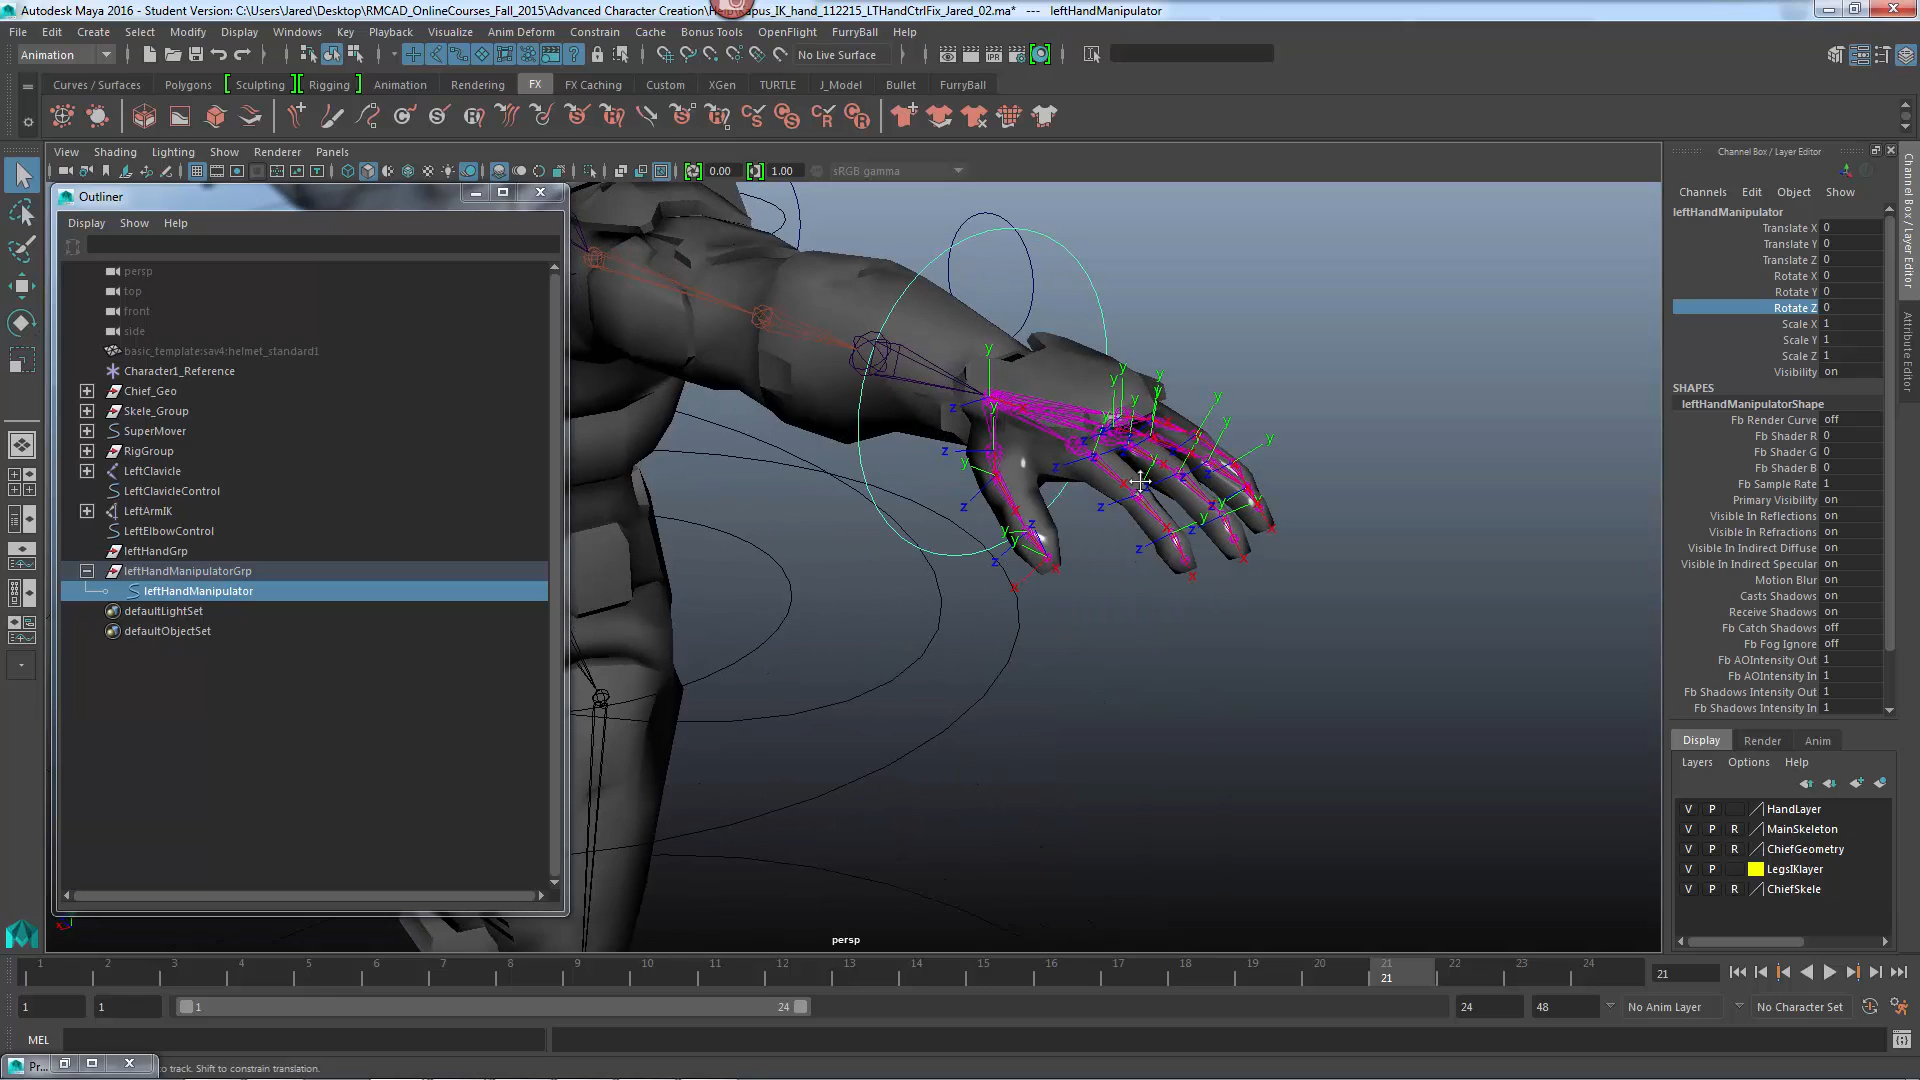 Autodesk Maya 2016 - Student Version: C:\Users\Jared\Desktop\RMCAD_OnlineCourses_Fall_2015\Advanced Character Creation\Help\Rapus_IK_hand_112215_LTHandCtrlFix_Jared_02.ma* --- leftHandManipulator
File Edit Create Select Modify Display Windows Key Playback Visualize Anim Deform Constrain Cache Bonus Tools OpenFlight FurryBall Help
Animation
No Live Surface
Curves / Surfaces Polygons Sculpting Rigging Animation Rendering FX FX Caching Custom XGen TURTLE J_Model Bullet FurryBall
View Shading Lighting Show Renderer Panels
0.00 1.00 sRGB gamma
Outliner
Display Show Help
persp
top
front
side
basic_template:sav4:helmet_standard1
Character1_Reference
Chief_Geo
Skele_Group
SuperMover
RigGroup
LeftClavicle
LeftClavicleControl
LeftArmIK
LeftElbowControl
leftHandGrp
leftHandManipulatorGrp
leftHandManipulator
defaultLightSet
defaultObjectSet
persp
Channel Box / Layer Editor
Channels Edit Object Show
leftHandManipulator
Translate X 0
Translate Y 0
Translate Z 0
Rotate X 0
Rotate Y 0
Rotate Z 0
Scale X 1
Scale Y 1
Scale Z 1
Visibility on
SHAPES
leftHandManipulatorShape
Fb Render Curve off
Fb Shader R 0
Fb Shader G 0
Fb Shader B 0
Fb Sample Rate 1
Primary Visibility on
Visible In Reflections on
Visible In Refractions on
Visible In Indirect Diffuse on
Visible In Indirect Specular on
Motion Blur on
Casts Shadows on
Receive Shadows on
Fb Catch Shadows off
Fb Fog Ignore off
Fb AOIntensity Out 1
Fb AOIntensity In 1
Fb Shadows Intensity Out 1
Fb Shadows Intensity In 1
Display Render Anim
Layers Options Help
V P HandLayer
V P R MainSkeleton
V P R ChiefGeometry
V P LegsIKlayer
V P R ChiefSkele
Channel Box / Layer Editor
Attribute Editor
1 2 3 4 5 6 7 8 9 10 11 12 13 14 15 16 17 18 19 20 21 22 23 24
21
21
1 1 1 24 24 48 No Anim Layer No Character Set
MEL
Pr...
to track. Shift to constrain translation.